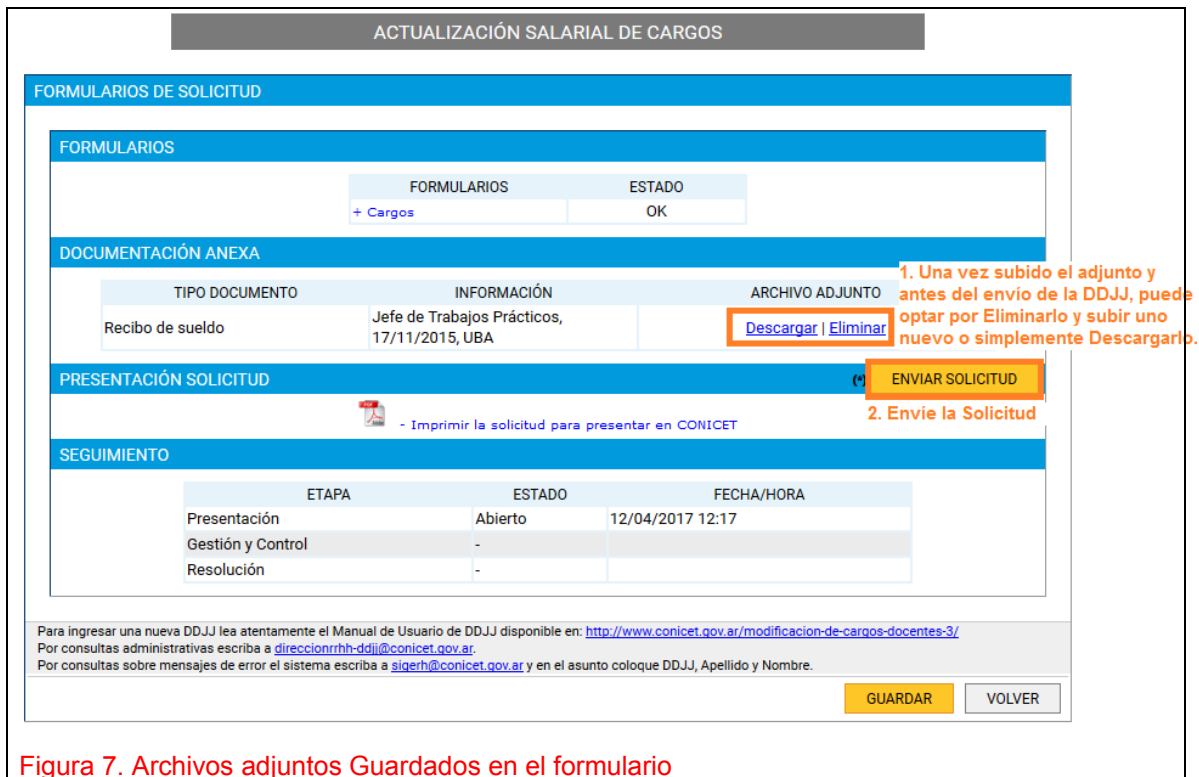 ACTUALIZACIÓN SALARIAL DE CARGOS
FORMULARIOS DE SOLICITUD
FORMULARIOS
FORMULARIOS ESTADO
+ Cargos OK
DOCUMENTACIÓN ANEXA
TIPO DOCUMENTO INFORMACIÓN ARCHIVO ADJUNTO
Recibo de sueldo
Jefe de Trabajos Prácticos,
17/11/2015, UBA
Descargar | Eliminar
1. Una vez subido el adjunto y
antes del envío de la DDJJ, puede
optar por Eliminarlo y subir uno
nuevo o simplemente Descargarlo.
PRESENTACIÓN SOLICITUD (*) ENVIAR SOLICITUD
2. Envie la Solicitud
- Imprimir la solicitud para presentar en CONICET
SEGUIMIENTO
ETAPA ESTADO FECHA/HORA
Presentación Abierto 12/04/2017 12:17
Gestión y Control -
Resolución -
Para ingresar una nueva DDJJ lea atentamente el Manual de Usuario de DDJJ disponible en: http://www.conicet.gov.ar/modificacion-de-cargos-docentes-3/
Por consultas administrativas escriba a direccionrrhh-ddjj@conicet.gov.ar.
Por consultas sobre mensajes de error el sistema escriba a sigerh@conicet.gov.ar y en el asunto coloque DDJJ, Apellido y Nombre.
GUARDAR VOLVER
Figura 7. Archivos adjuntos Guardados en el formulario